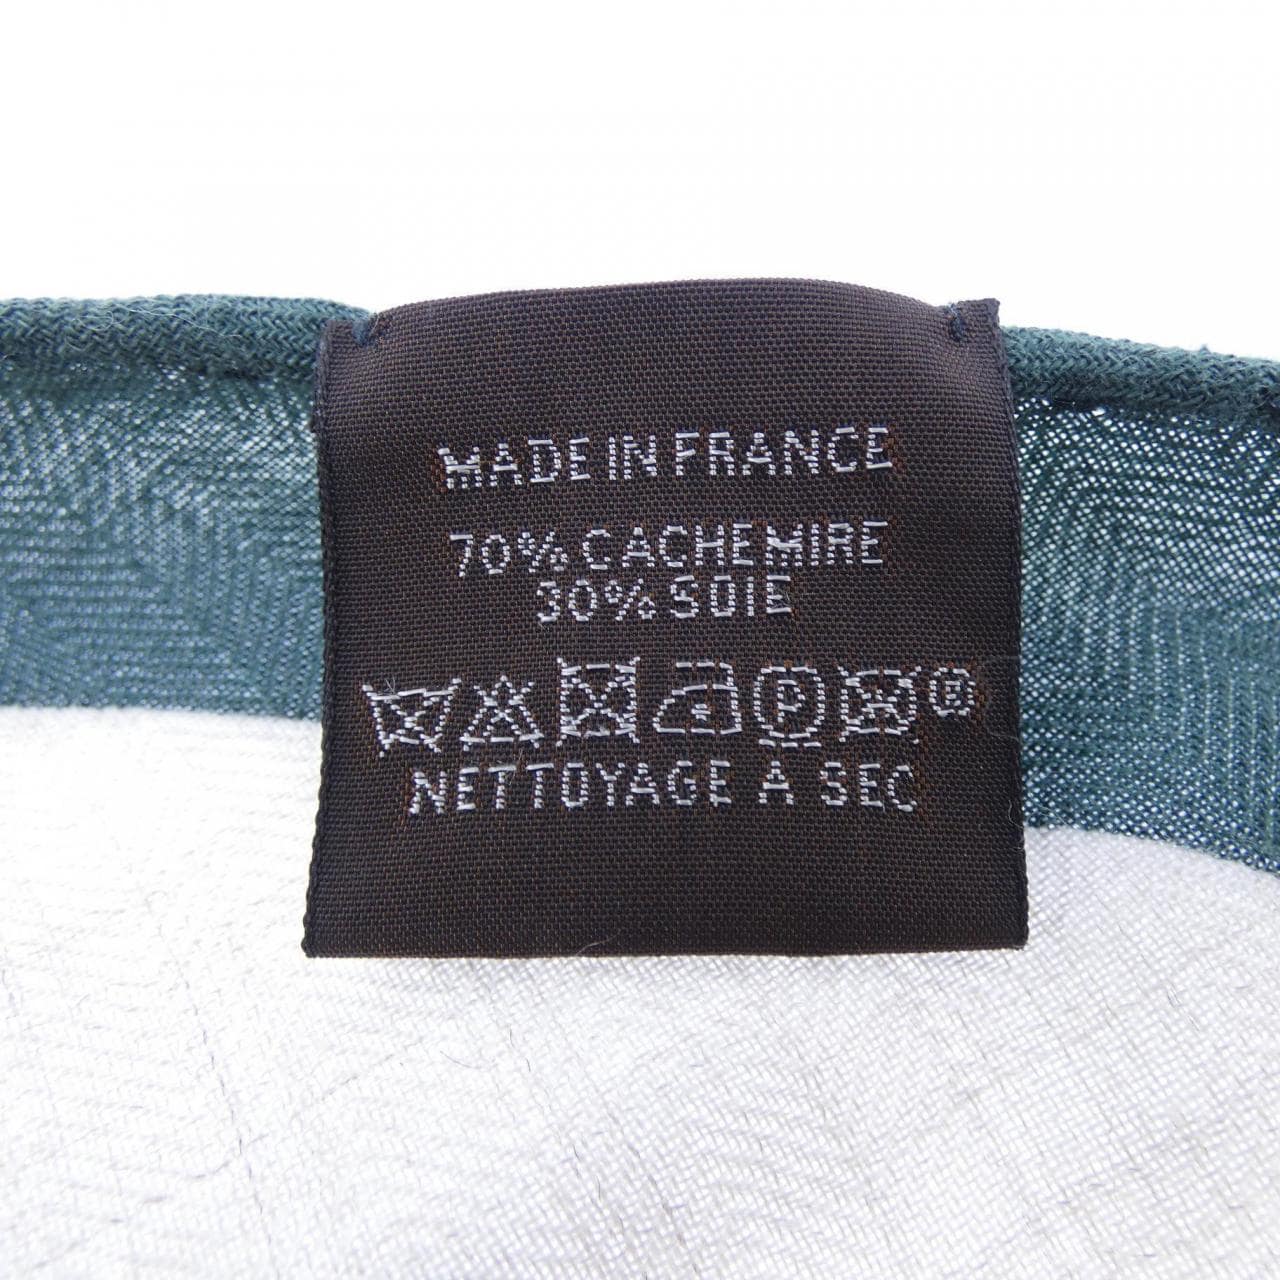 MADE IN FRANCE
70% CACHEMIRE
30% SOIE
P ®
NETTOYAGE A SEC